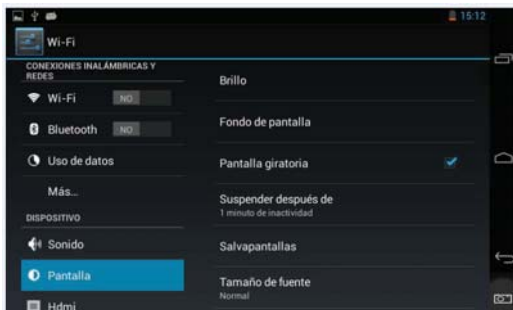 15:12
Wi-Fi
CONEXIONES INALÁMBRICAS Y
REDES
Wi-Fi
NO
Bluetooth
NO
Uso de datos
Más...
DISPOSITIVO
Sonido
Pantalla
Hdmi
Brillo
Fondo de pantalla
Pantalla giratoria
Suspender después de
1 minuto de inactividad
Salvapantallas
Tamaño de fuente
Normal